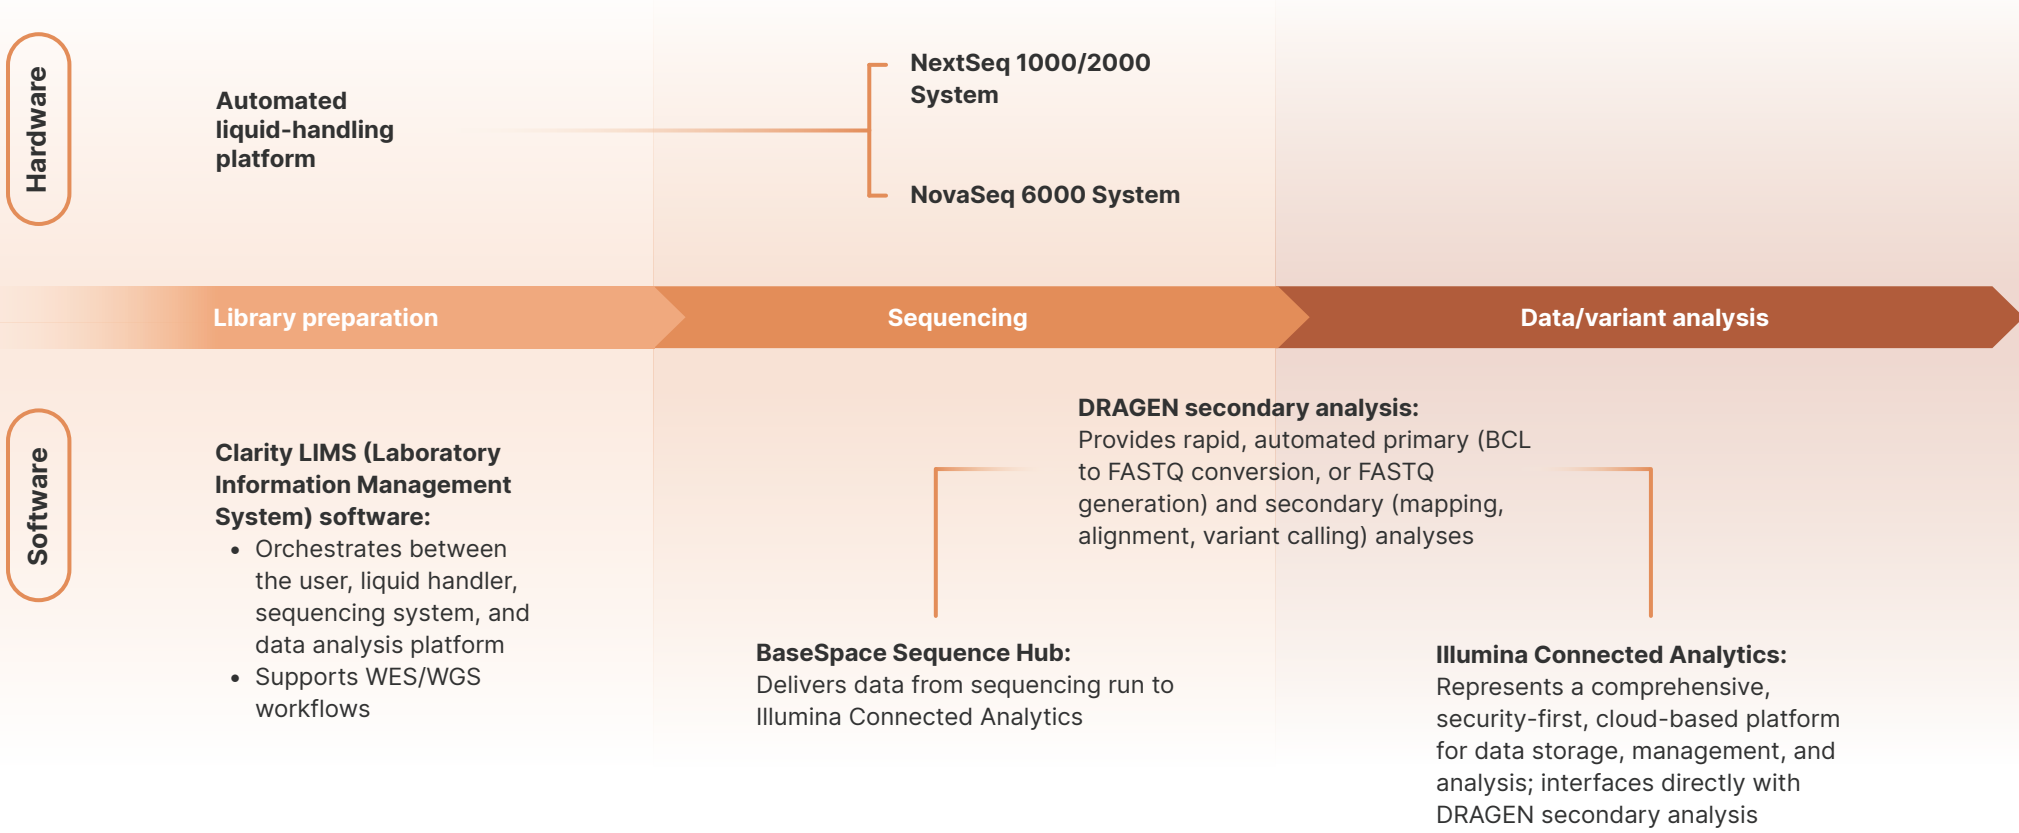 Hardware
Automated
liquid-handling
platform
NextSeq 1000/2000
System
NovaSeq 6000 System
Library preparation
Sequencing
Data/variant analysis
Software
Clarity LIMS (Laboratory
Information Management
System) software:
• Orchestrates between
the user, liquid handler,
sequencing system, and
data analysis platform
• Supports WES/WGS
workflows
DRAGEN secondary analysis:
Provides rapid, automated primary (BCL
to FASTQ conversion, or FASTQ
generation) and secondary (mapping,
alignment, variant calling) analyses
BaseSpace Sequence Hub:
Delivers data from sequencing run to
Illumina Connected Analytics
Illumina Connected Analytics:
Represents a comprehensive,
security-first, cloud-based platform
for data storage, management, and
analysis; interfaces directly with
DRAGEN secondary analysis